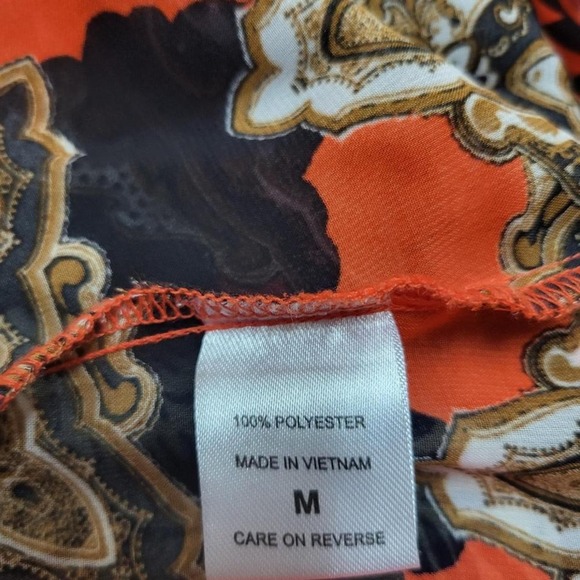 100% POLYESTER
MADE IN VIETNAM
M
CARE ON REVERSE